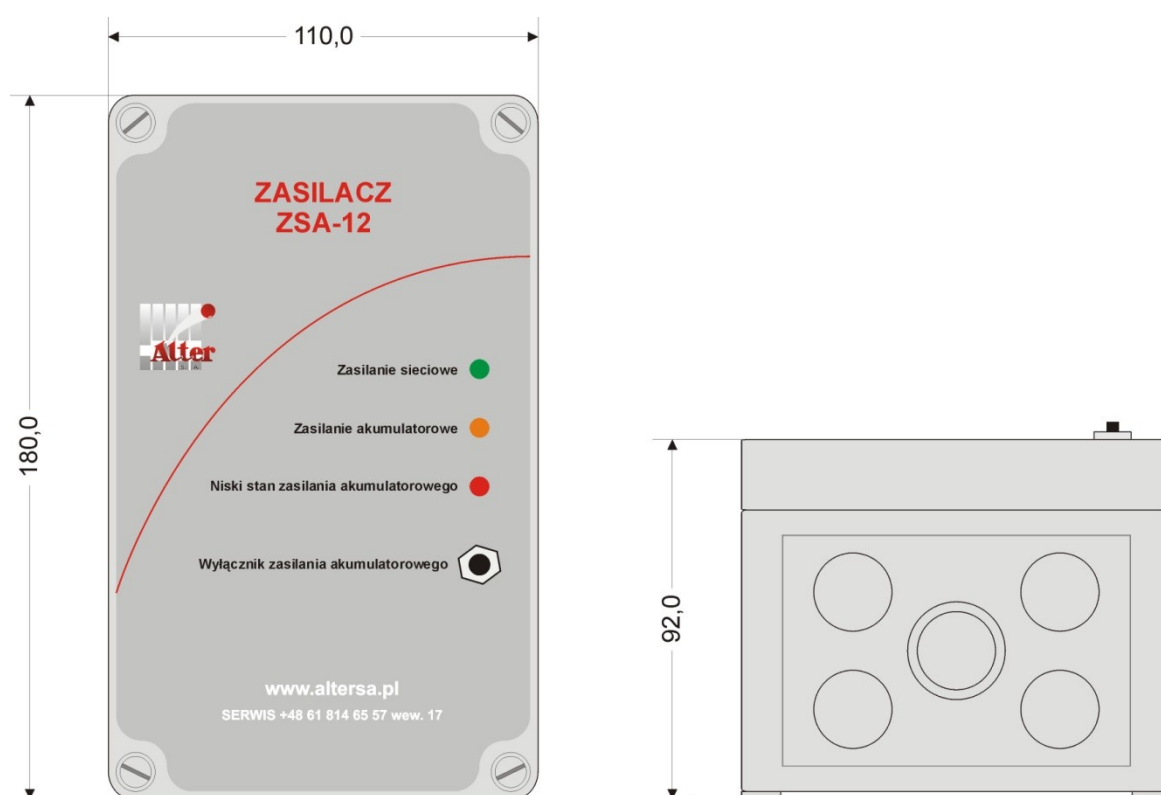 110,0
180,0
ZASILACZ
ZSA-12
Alter
Zasilanie sieciowe
Zasilanie akumulatorowe
Niski stan zasilania akumulatorowego
Wyłącznik zasilania akumulatorowego
www.altersa.pl
SERWIS +48 61 814 65 57 wew. 17
92,0